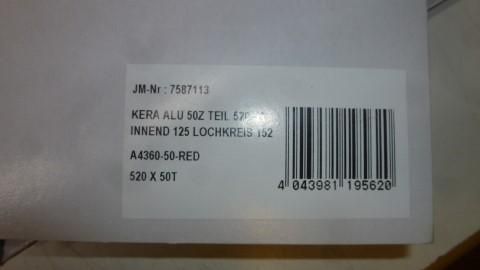 JM-Nr : 7587113
KERA ALU 50Z TEIL
INNEND 125 LOCHKREIS 152
A4360-50-RED
520 X 50T
4 043981 195620